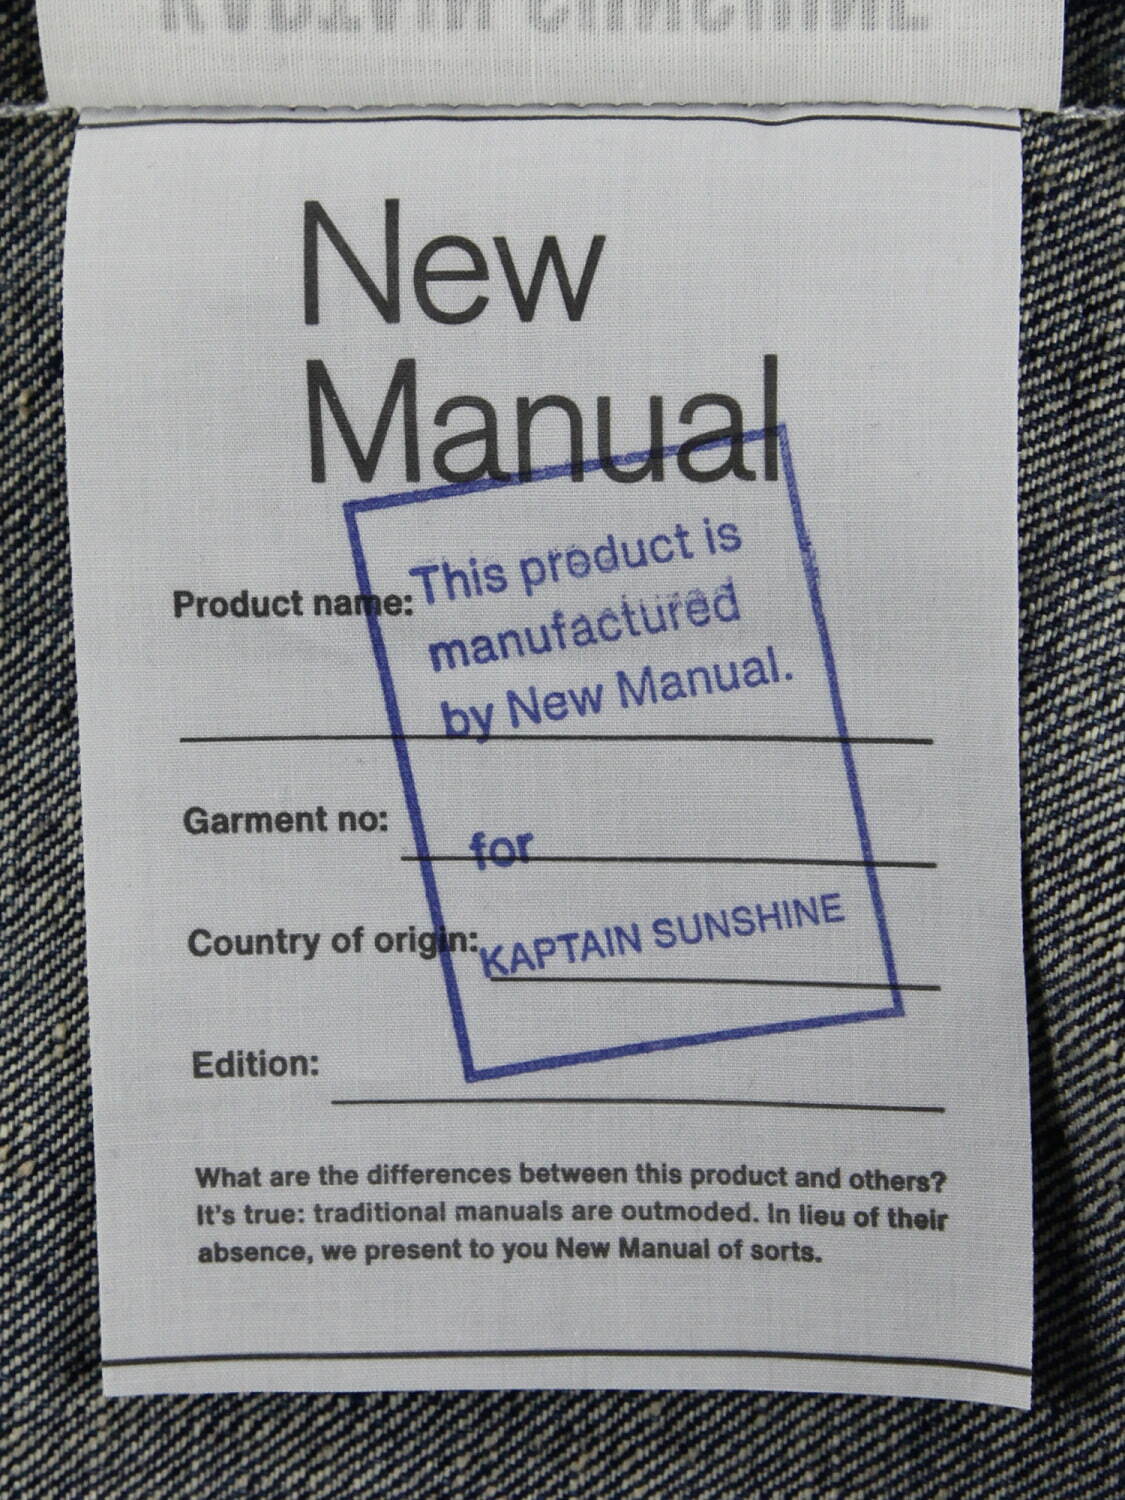 New
Manual
Product name:
This product is
manufactured
by New Manual.
Garment no:
for
Country of origin:
KAPTAIN SUNSHINE
Edition:
What are the differences between this product and others?
It's true: traditional manuals are outmoded. In lieu of their
absence, we present to you New Manual of sorts.